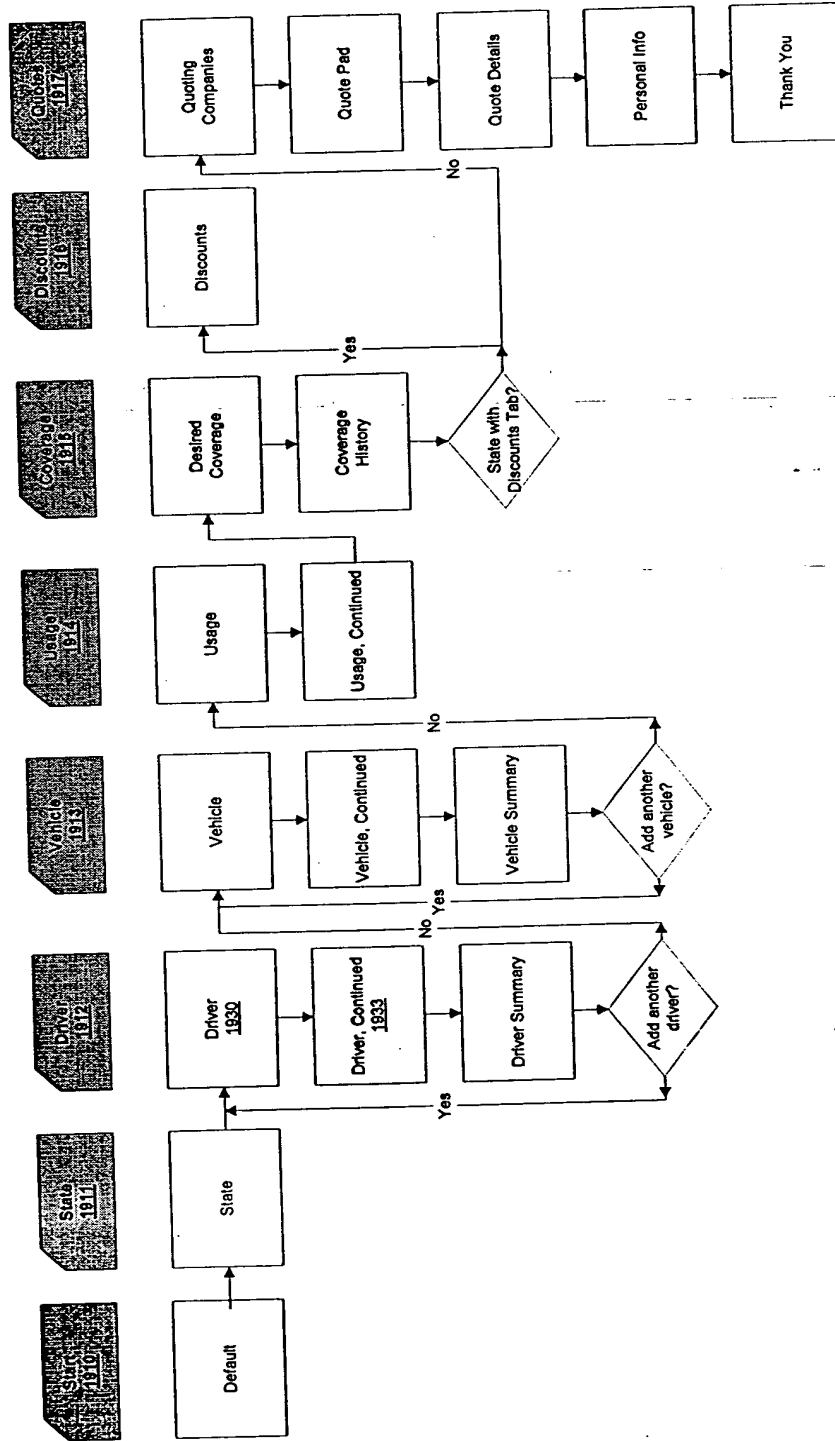 Start
1910
State
1911
Driver
1912
Vehicle
1913
Usage
1914
Coverage
1915
Discounts
1916
Quotes
1917
Default
State
Driver
1930
Driver, Continued
1933
Driver Summary
Add another
driver?
Yes
No
Vehicle
Vehicle, Continued
Vehicle Summary
Add another
vehicle?
Yes
No
Usage
Usage, Continued
Desired
Coverage
Coverage
History
State with
Discounts Tab?
Yes
No
Discounts
Quoting
Companies
Quote Pad
Quote Details
Personal Info
Thank You